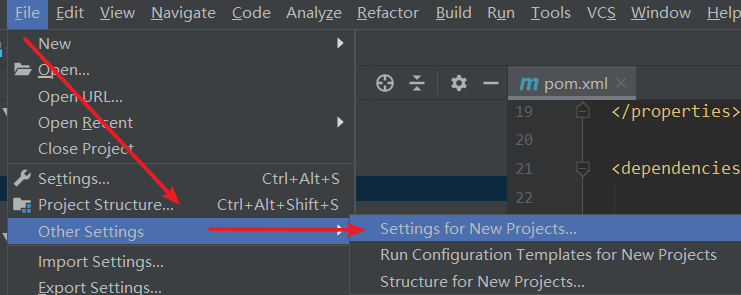 File Edit View Navigate Code Analyze Refactor Build Run Tools VCS Window Help
New
Open...
Open URL...
Open Recent
Close Project
Settings... Ctrl+Alt+S
Project Structure... Ctrl+Alt+Shift+S
Other Settings
Import Settings...
Export Settings...
Settings for New Projects...
Run Configuration Templates for New Projects
Structure for New Projects...
m pom.xml
19 </properties>
20
21 <dependencies
22